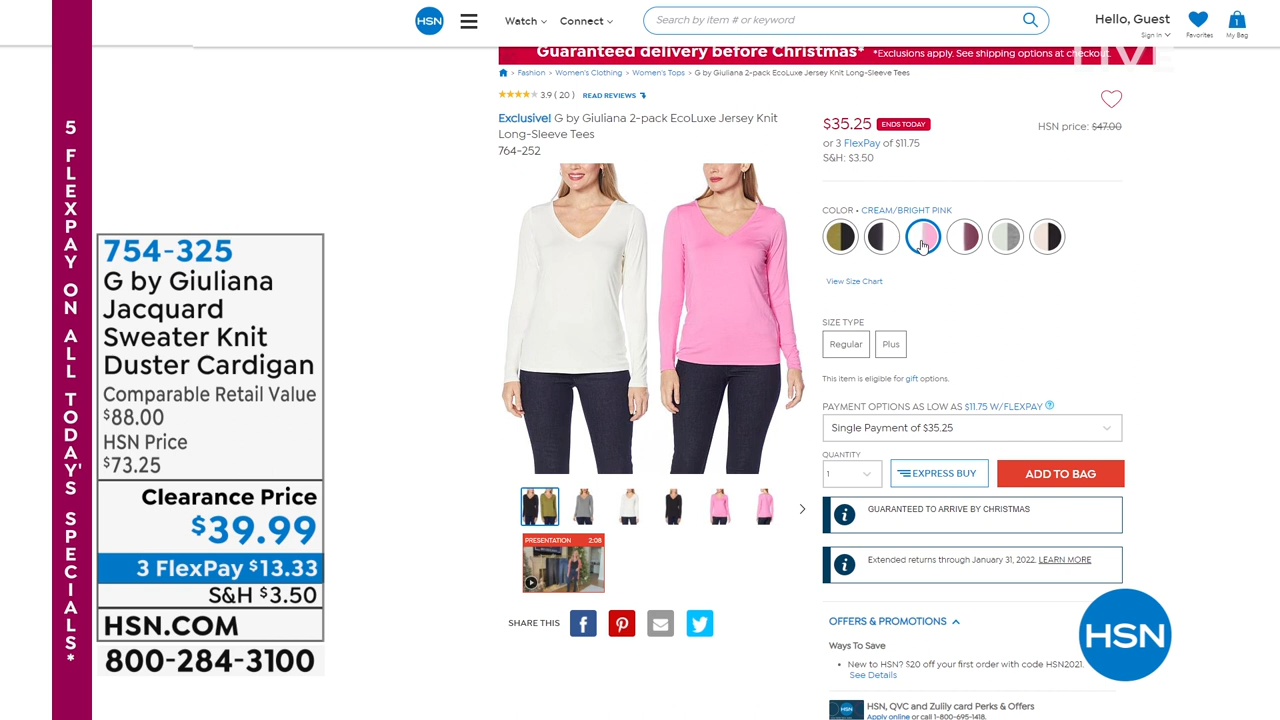 HSN
Watch
Connect
Search by item # or keyword
Hello, Guest
Sign In
Favorites
1
My Bag
Guaranteed delivery before Christmas* *Exclusions apply. See shipping options at checkout.
LIVE
> Fashion > Women's Clothing > Women's Tops > G by Giuliana 2-pack EcoLuxe Jersey Knit Long-Sleeve Tees
3.9 ( 20 ) READ REVIEWS
Exclusive! G by Giuliana 2-pack EcoLuxe Jersey Knit
Long-Sleeve Tees
764-252
$35.25 ENDS TODAY
HSN price: $47.00
or 3 FlexPay of $11.75
S&H: $3.50
COLOR • CREAM/BRIGHT PINK
View Size Chart
SIZE TYPE
Regular
Plus
This item is eligible for gift options.
PAYMENT OPTIONS AS LOW AS $11.75 W/FLEXPAY ?
Single Payment of $35.25
QUANTITY
1
EXPRESS BUY
ADD TO BAG
i
GUARANTEED TO ARRIVE BY CHRISTMAS
i
Extended returns through January 31, 2022. LEARN MORE
PRESENTATION 2:08
SHARE THIS
OFFERS & PROMOTIONS
Ways To Save
• New to HSN? $20 off your first order with code HSN2021.
See Details
HSN
HSN, QVC and Zulily card Perks & Offers
Apply online or call 1-800-695-1418.
HSN
5 FLEXPAY ON ALL TODAY'S SPECIALS*
754-325
G by Giuliana
Jacquard
Sweater Knit
Duster Cardigan
Comparable Retail Value
$88.00
HSN Price
$73.25
Clearance Price
$39.99
3 FlexPay $13.33
S&H $3.50
HSN.COM
800-284-3100